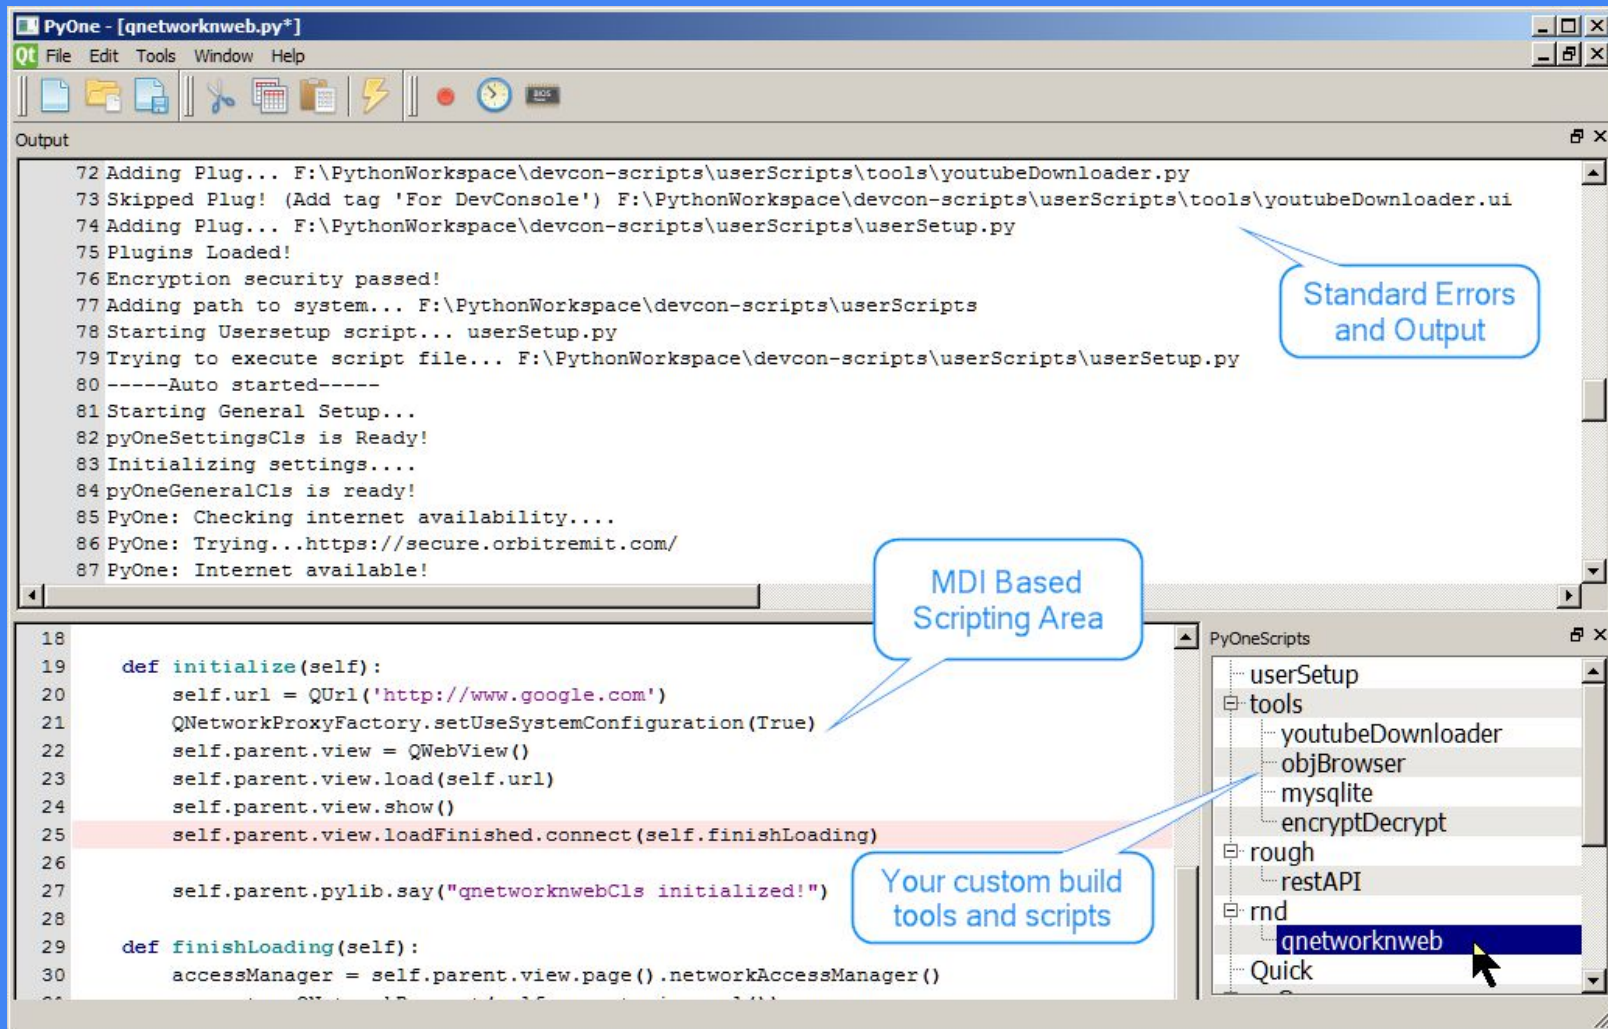 PyOne - [qnetworknweb.py*]
Qt File Edit Tools Window Help
BIOS
Output
72 Adding Plug... F:\PythonWorkspace\devcon-scripts\userScripts\tools\youtubeDownloader.py
73 Skipped Plug! (Add tag 'For DevConsole') F:\PythonWorkspace\devcon-scripts\userScripts\tools\youtubeDownloader.ui
74 Adding Plug... F:\PythonWorkspace\devcon-scripts\userScripts\userSetup.py
75 Plugins Loaded!
76 Encryption security passed!
77 Adding path to system... F:\PythonWorkspace\devcon-scripts\userScripts
78 Starting Usersetup script... userSetup.py
79 Trying to execute script file... F:\PythonWorkspace\devcon-scripts\userScripts\userSetup.py
80 -----Auto started-----
81 Starting General Setup...
82 pyOneSettingsCls is Ready!
83 Initializing settings....
84 pyOneGeneralCls is ready!
85 PyOne: Checking internet availability....
86 PyOne: Trying...https://secure.orbitremit.com/
87 PyOne: Internet available!
Standard Errors
and Output
MDI Based
Scripting Area
18
19 def initialize(self):
20 self.url = QUrl('http://www.google.com')
21 QNetworkProxyFactory.setUseSystemConfiguration(True)
22 self.parent.view = QWebView()
23 self.parent.view.load(self.url)
24 self.parent.view.show()
25 self.parent.view.loadFinished.connect(self.finishLoading)
26
27 self.parent.pylib.say("qnetworknwebCls initialized!")
28
29 def finishLoading(self):
30 accessManager = self.parent.view.page().networkAccessManager()
Your custom build
tools and scripts
PyOneScripts
userSetup
tools
youtubeDownloader
objBrowser
mysqlite
encryptDecrypt
rough
restAPI
rnd
qnetworknweb
Quick